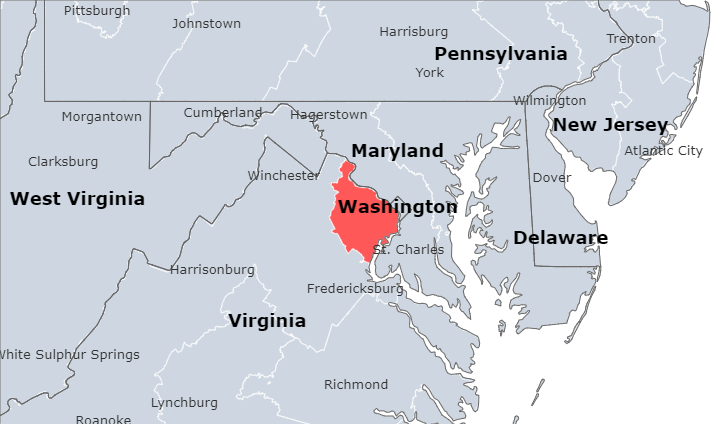 Pittsburgh
Johnstown
Harrisburg
Trenton
Pennsylvania
York
Wilmington
Morgantown
Cumberland
Hagerstown
New Jersey
Maryland
Atlantic City
Clarksburg
Winchester
Dover
West Virginia
Washington
Delaware
St. Charles
Harrisonburg
Fredericksburg
Virginia
White Sulphur Springs
Richmond
Lynchburg
Roanoke